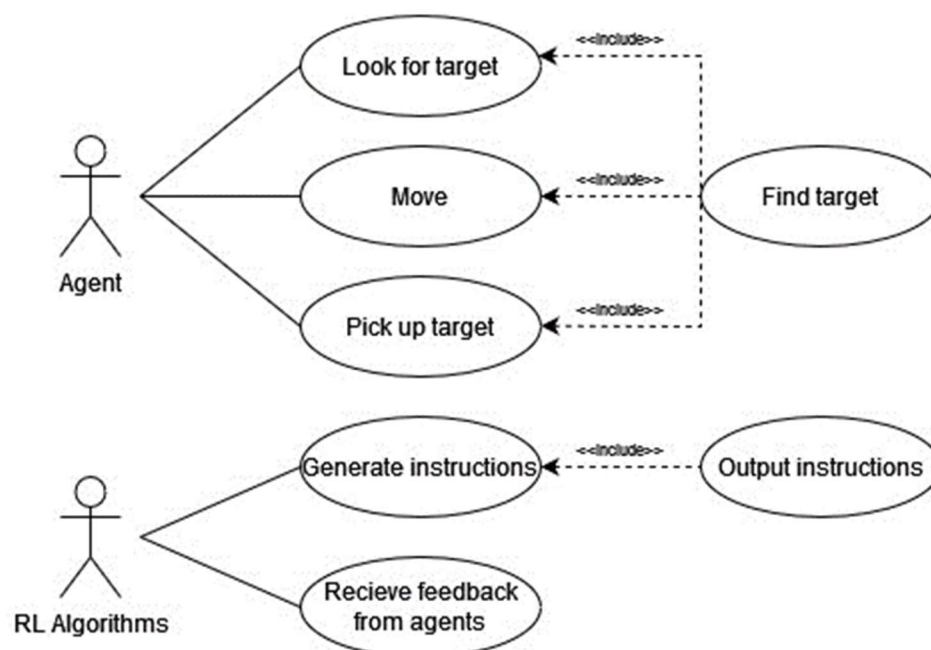 <<Include>>
Look for target
<<Include>>
Move
Find target
Agent
<<Include>>
Pick up target
<<Include>>
Generate instructions
Output instructions
Recieve feedback
from agents
RL Algorithms